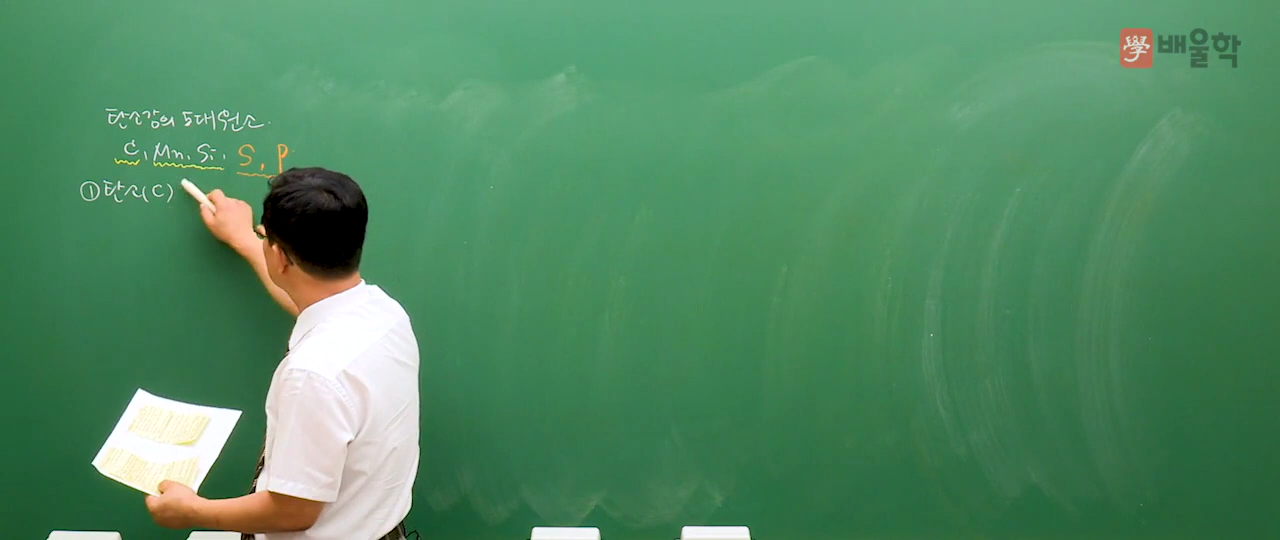 學 배울학
탄소강의 5대원소.
C, Mn, Si, S, P.
①탄소(C)